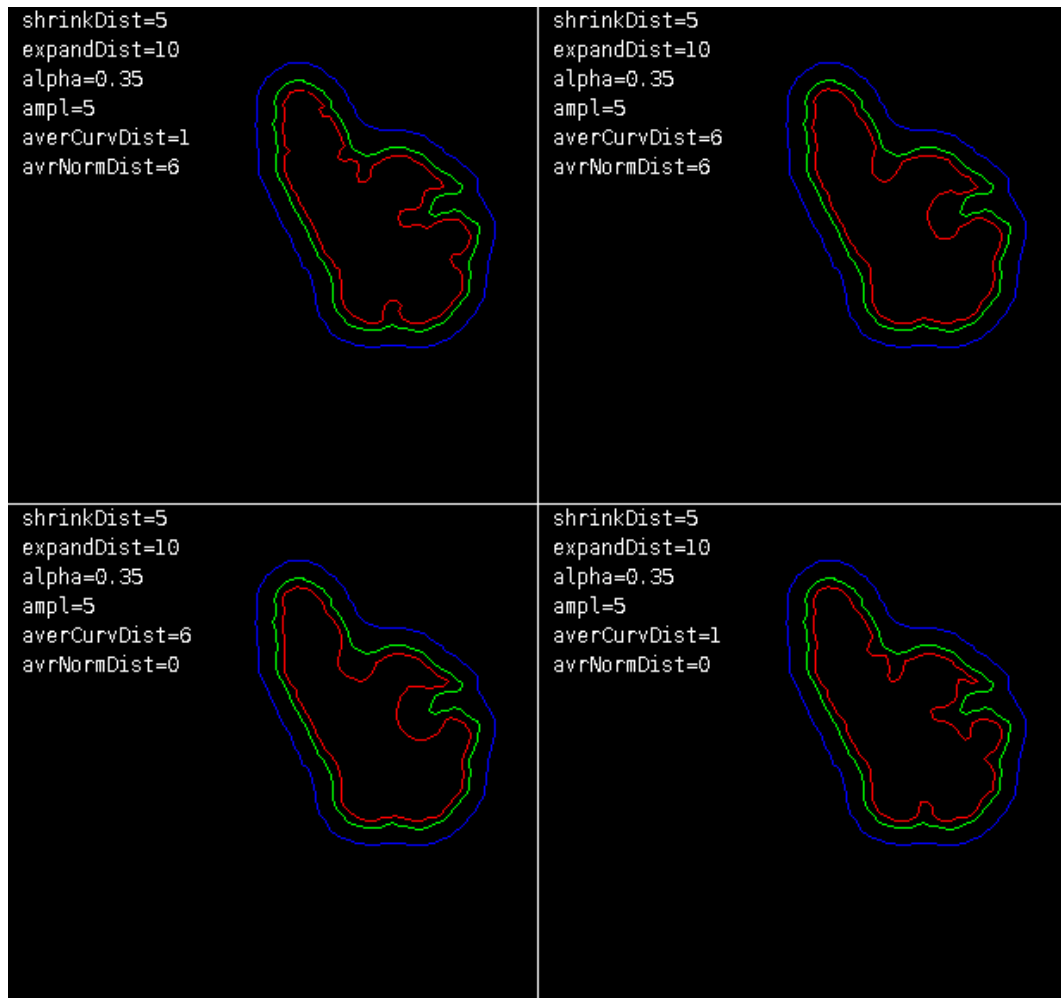 shrinkDist=5
expandDist=10
alpha=0.35
ampl=5
averCurvDist=1
avrNormDist=6
shrinkDist=5
expandDist=10
alpha=0.35
ampl=5
averCurvDist=6
avrNormDist=6
shrinkDist=5
expandDist=10
alpha=0.35
ampl=5
averCurvDist=6
avrNormDist=0
shrinkDist=5
expandDist=10
alpha=0.35
ampl=5
averCurvDist=1
avrNormDist=0